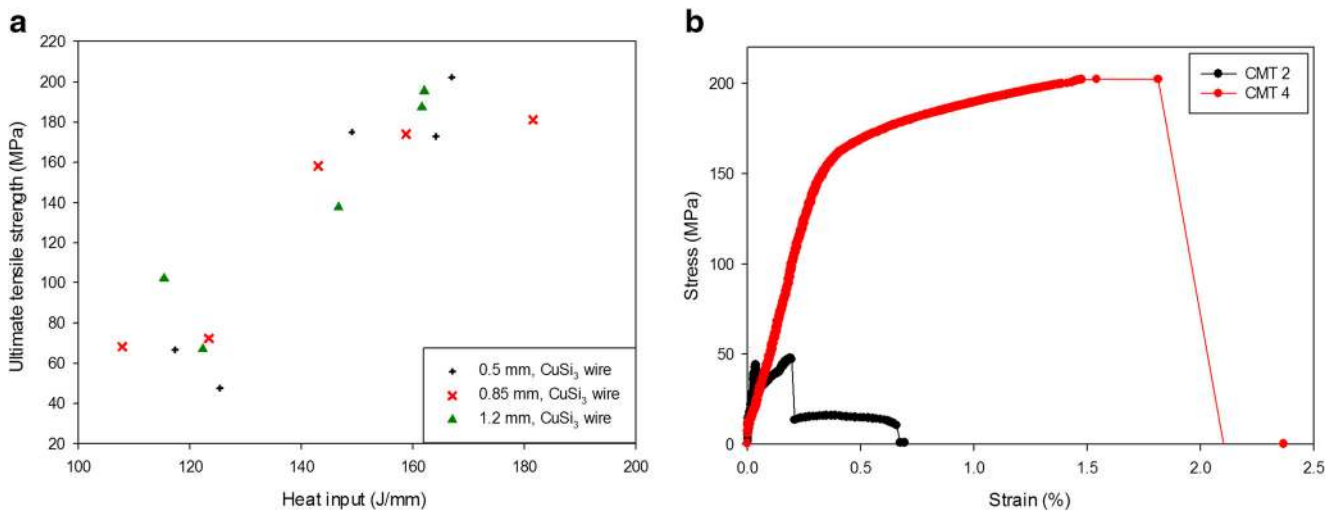 a
220
200
180
160
140
120
100
80
60
40
20
Ultimate tensile strength (MPa)
100 120 140 160 180 200
Heat input (J/mm)
0.5 mm, CuSi₃ wire
0.85 mm, CuSi₃ wire
1.2 mm, CuSi₃ wire
b
200
150
100
50
0
Stress (MPa)
0.0 0.5 1.0 1.5 2.0 2.5
Strain (%)
CMT 2
CMT 4